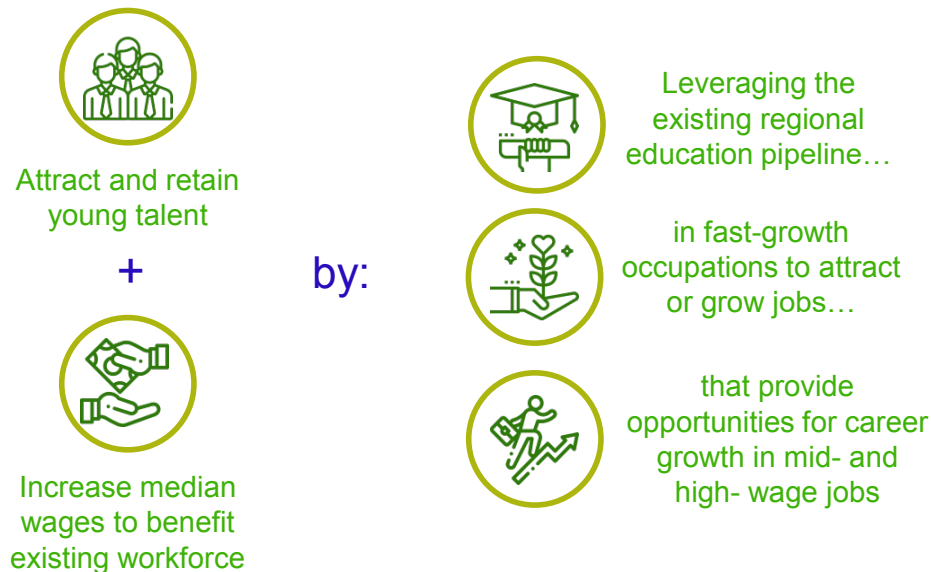 Attract and retain
young talent
+
Increase median
wages to benefit
existing workforce
by:
Leveraging the
existing regional
education pipeline…
in fast-growth
occupations to attract
or grow jobs…
that provide
opportunities for career
growth in mid- and
high- wage jobs